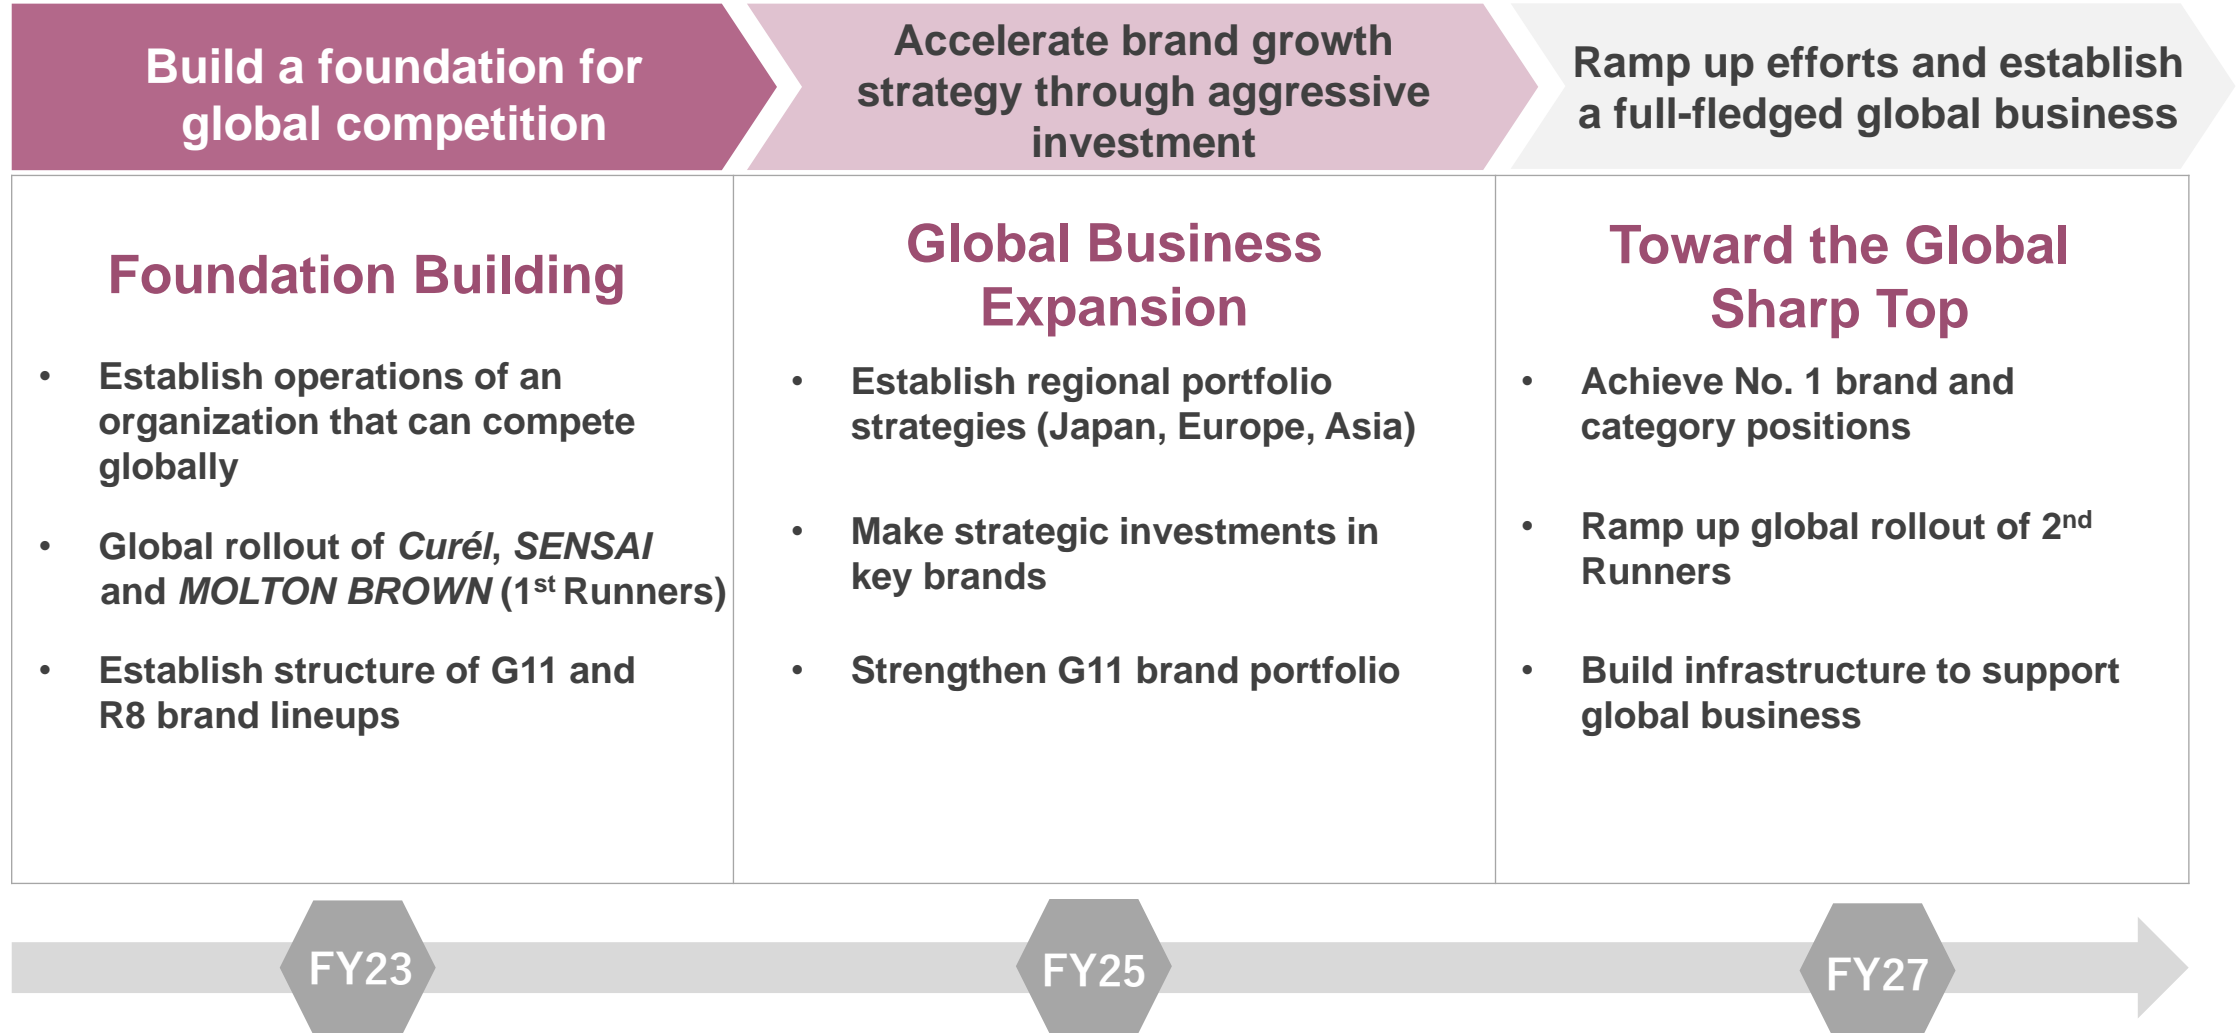 Build a foundation for
global competition
Accelerate brand growth
strategy through aggressive
investment
Ramp up efforts and establish
a full-fledged global business
Foundation Building
• Establish operations of an
organization that can compete
globally
• Global rollout of Curél, SENSAI
and MOLTON BROWN (1st Runners)
• Establish structure of G11 and
R8 brand lineups
Global Business
Expansion
• Establish regional portfolio
strategies (Japan, Europe, Asia)
• Make strategic investments in
key brands
• Strengthen G11 brand portfolio
Toward the Global
Sharp Top
• Achieve No. 1 brand and
category positions
• Ramp up global rollout of 2nd
Runners
• Build infrastructure to support
global business
FY23
FY25
FY27